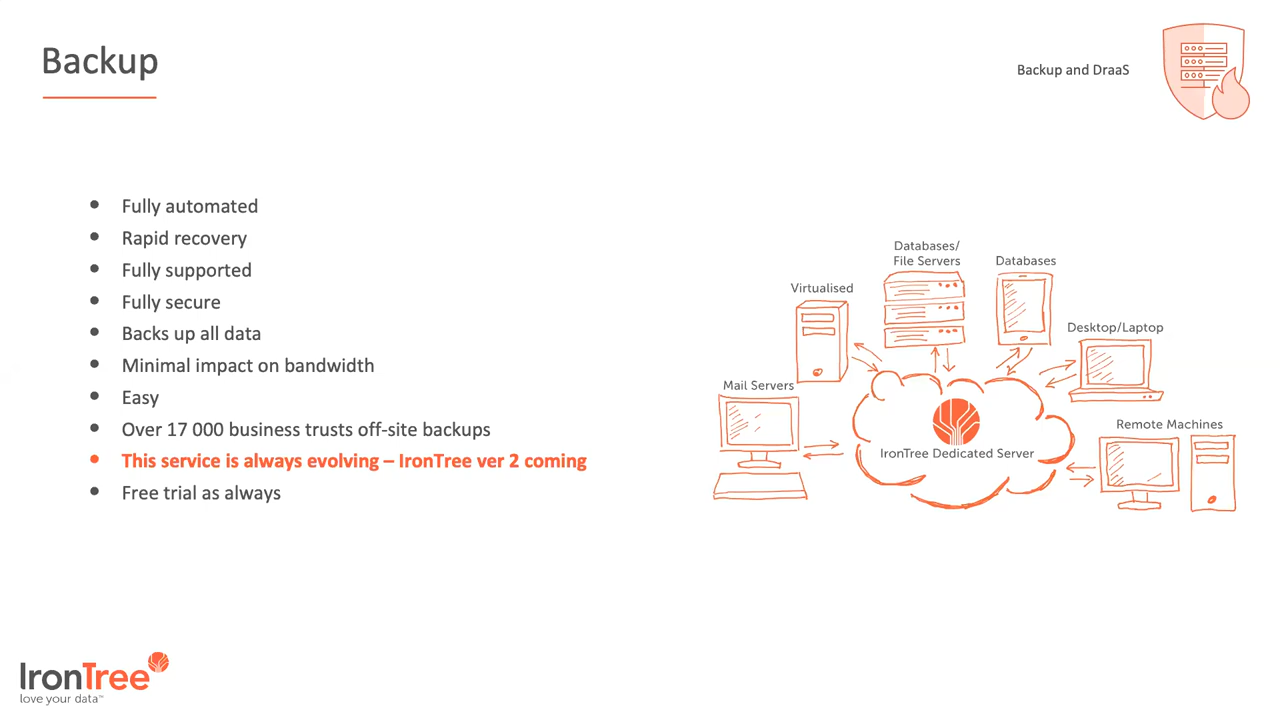 Backup
Backup and DraaS
Fully automated
Rapid recovery
Fully supported
Fully secure
Backs up all data
Minimal impact on bandwidth
Easy
Over 17 000 business trusts off-site backups
This service is always evolving – IronTree ver 2 coming
Free trial as always
Databases/
File Servers
Databases
Virtualised
Desktop/Laptop
Mail Servers
Remote Machines
IronTree Dedicated Server
IronTree
love your data™